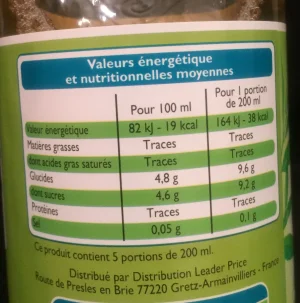 Valeurs énergétique
et nutritionnelles moyennes
Pour 100 ml Pour 1 portion
de 200 ml
Valeur énergétique 82 kJ - 19 kcal 164 kJ - 38 kcal
Matières grasses Traces Traces
dont acides gras saturés Traces Traces
Glucides 4,8 g 9,6 g
dont sucres 4,6 g 9,2 g
Protéines Traces Traces
Sel 0,05 g 0,1 g
Ce produit contient 5 portions de 200 ml.
Distribué par Distribution Leader Price
Route de Presles en Brie 77220 Gretz-Armainvilliers - France